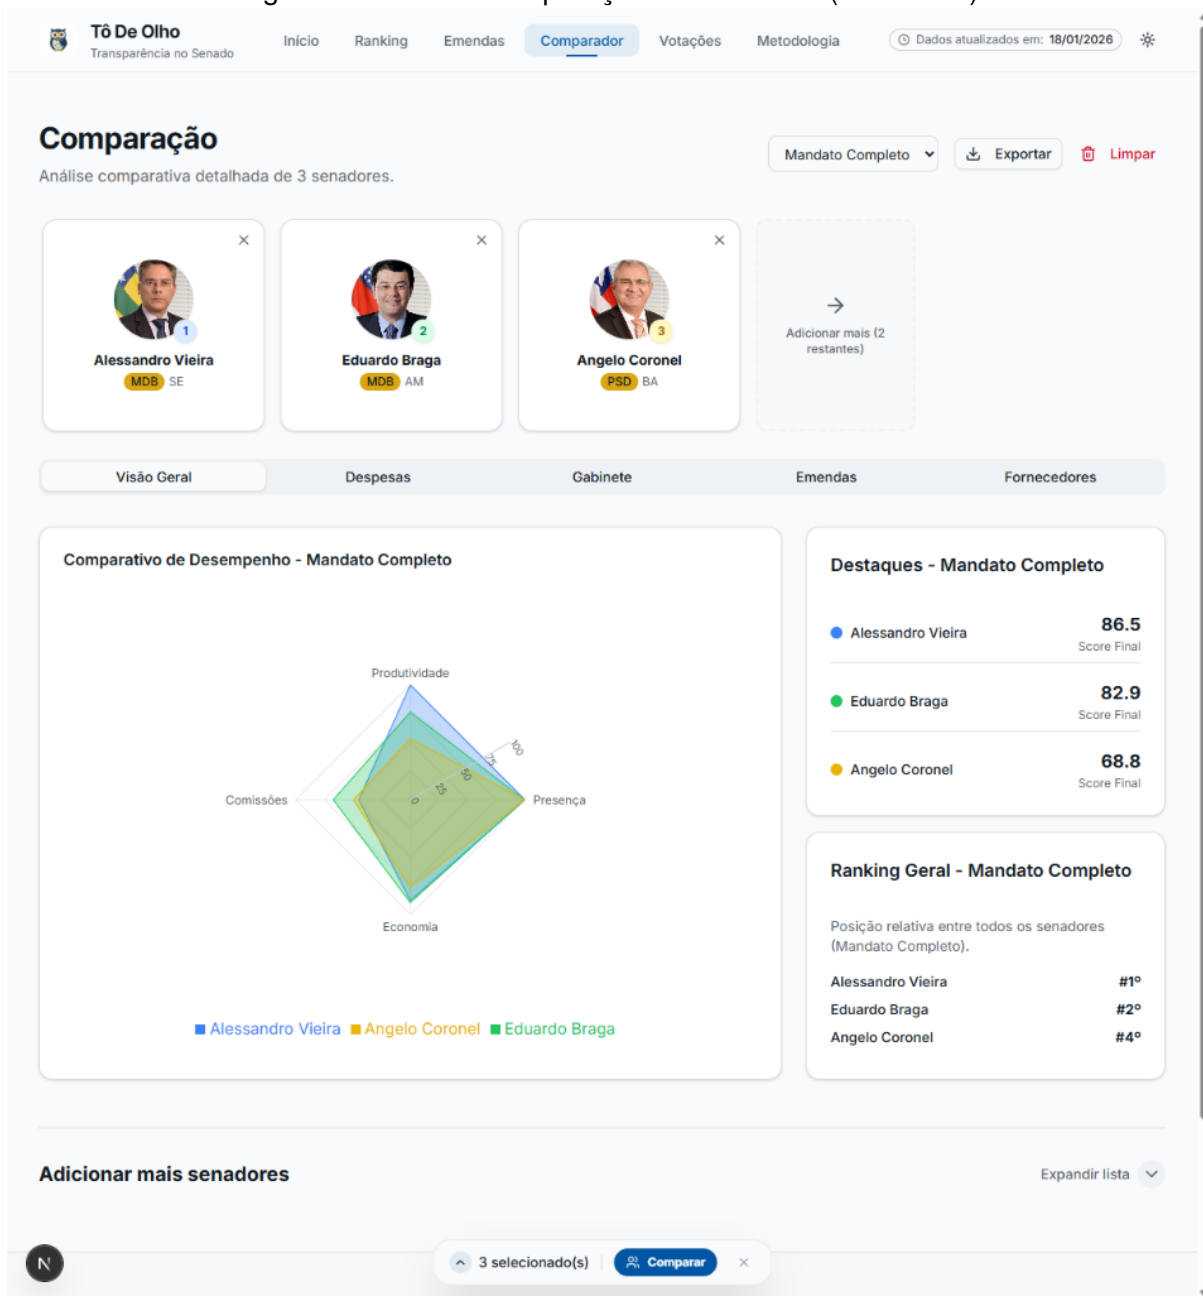 Tô De Olho
Transparência no Senado
Início
Ranking
Emendas
Comparador
Votações
Metodologia
Dados atualizados em: 18/01/2026
Comparação
Análise comparativa detalhada de 3 senadores.
Mandato Completo
Exportar
Limpar
1
Alessandro Vieira
MDB SE
2
Eduardo Braga
MDB AM
3
Angelo Coronel
PSD BA
Adicionar mais (2
restantes)
Visão Geral
Despesas
Gabinete
Emendas
Fornecedores
Comparativo de Desempenho - Mandato Completo
Produtividade
Presença
Economia
Comissões
0
25
50
75
100
Alessandro Vieira
Angelo Coronel
Eduardo Braga
Destaques - Mandato Completo
Alessandro Vieira
86.5
Score Final
Eduardo Braga
82.9
Score Final
Angelo Coronel
68.8
Score Final
Ranking Geral - Mandato Completo
Posição relativa entre todos os senadores
(Mandato Completo).
Alessandro Vieira #1º
Eduardo Braga #2º
Angelo Coronel #4º
Adicionar mais senadores
Expandir lista
N
3 selecionado(s)
Comparar